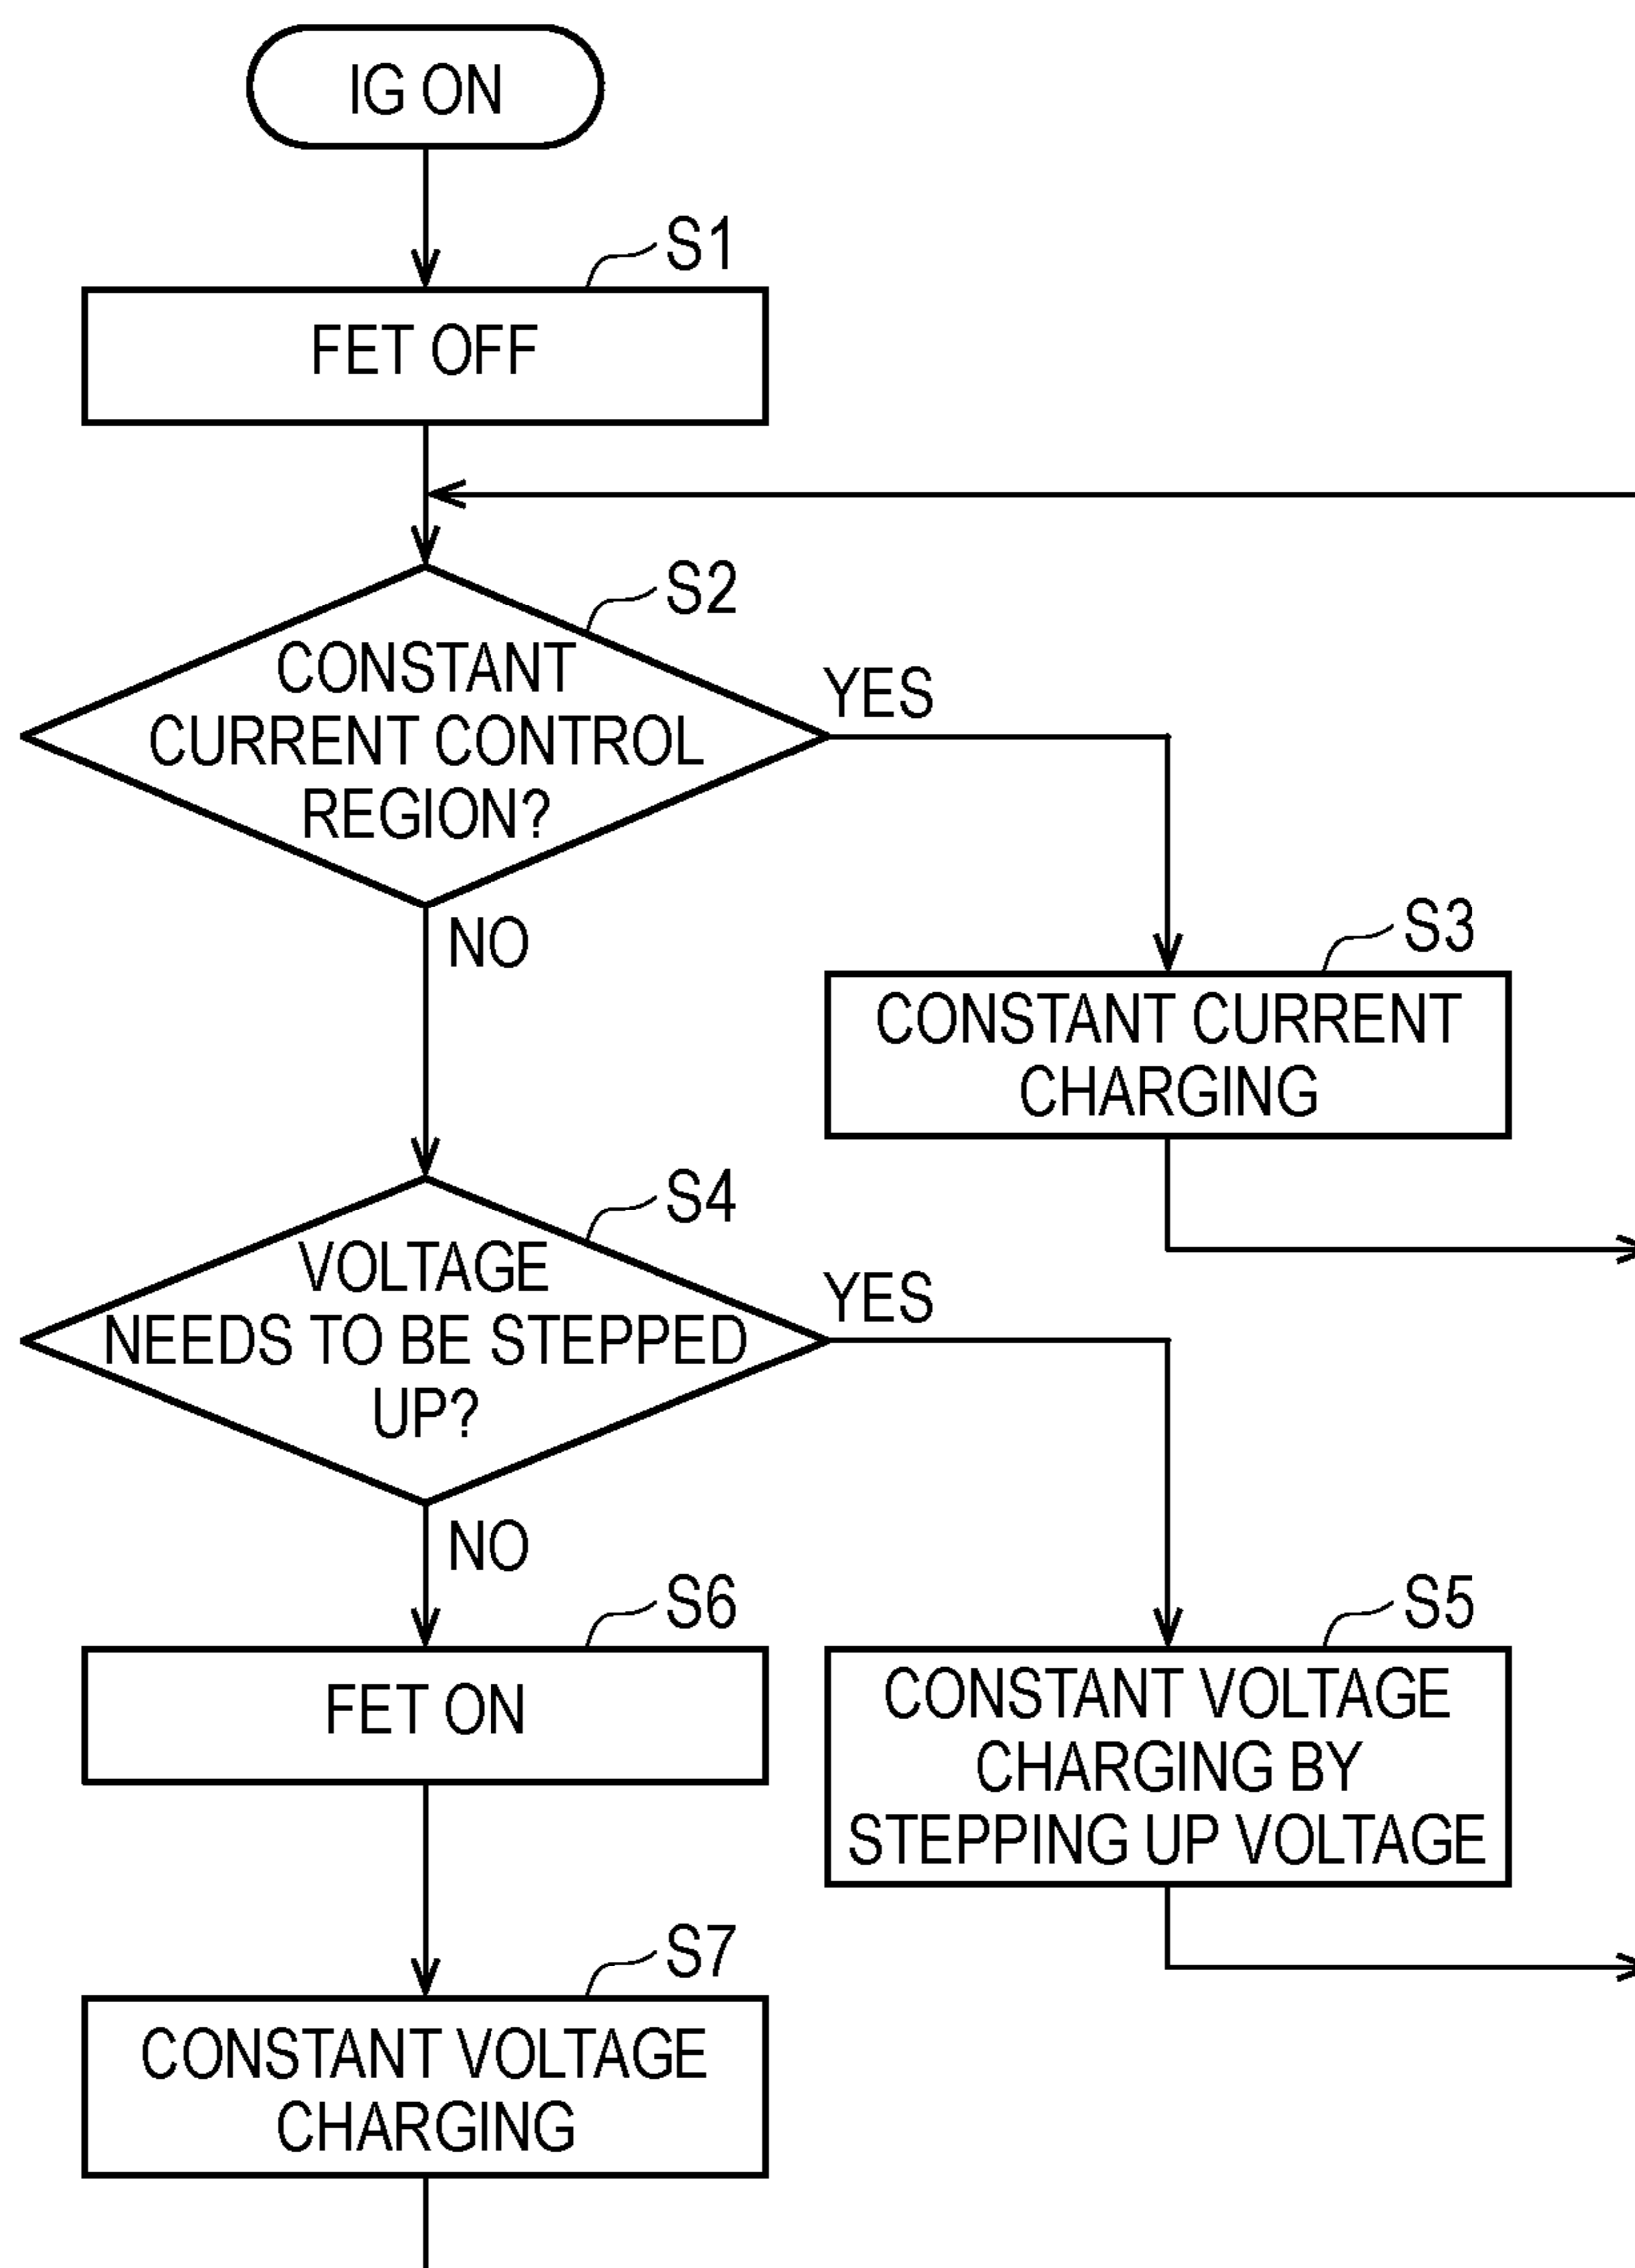 IG ON
S1
FET OFF
S2
CONSTANT
CURRENT CONTROL
REGION?
YES
NO
S3
CONSTANT CURRENT
CHARGING
S4
VOLTAGE
NEEDS TO BE STEPPED
UP?
YES
NO
S6
FET ON
S5
CONSTANT VOLTAGE
CHARGING BY
STEPPING UP VOLTAGE
S7
CONSTANT VOLTAGE
CHARGING